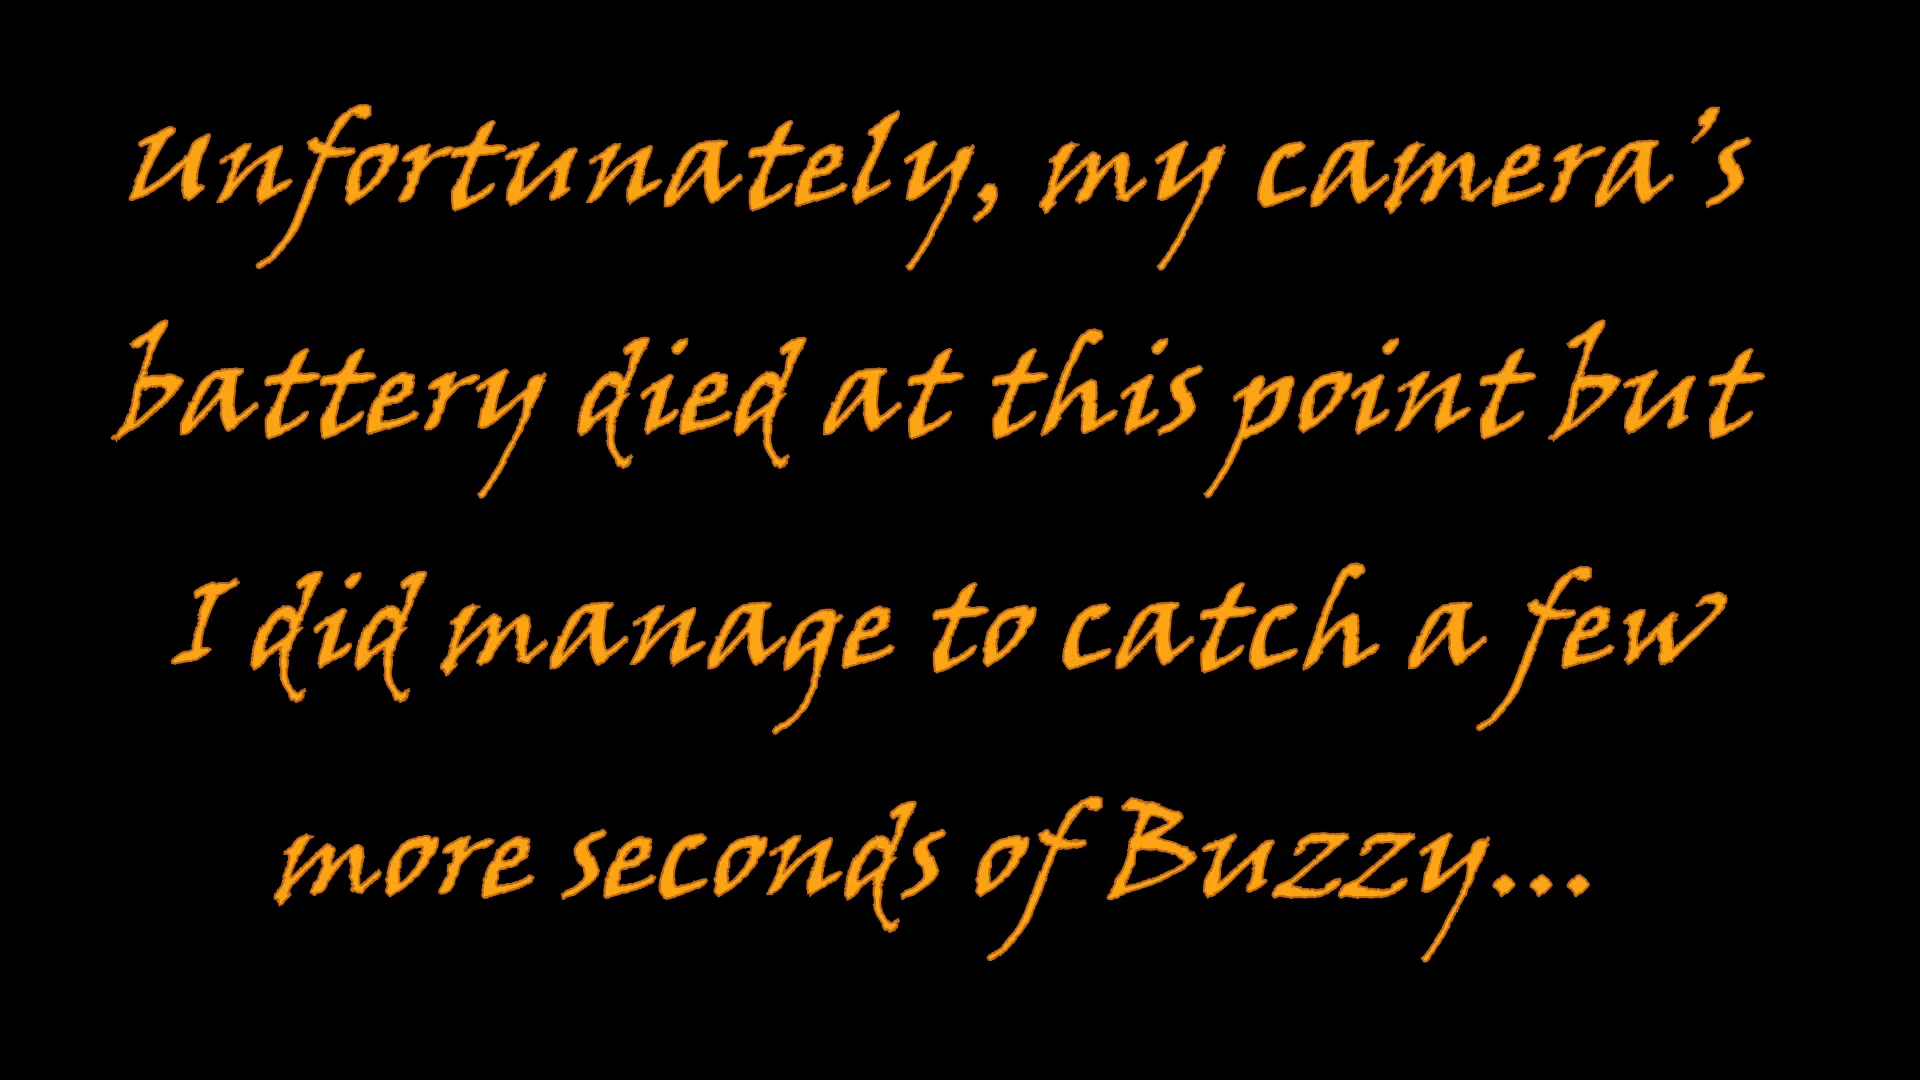 Unfortunately, my camera's
battery died at this point but
I did manage to catch a few
more seconds of Buzzy...